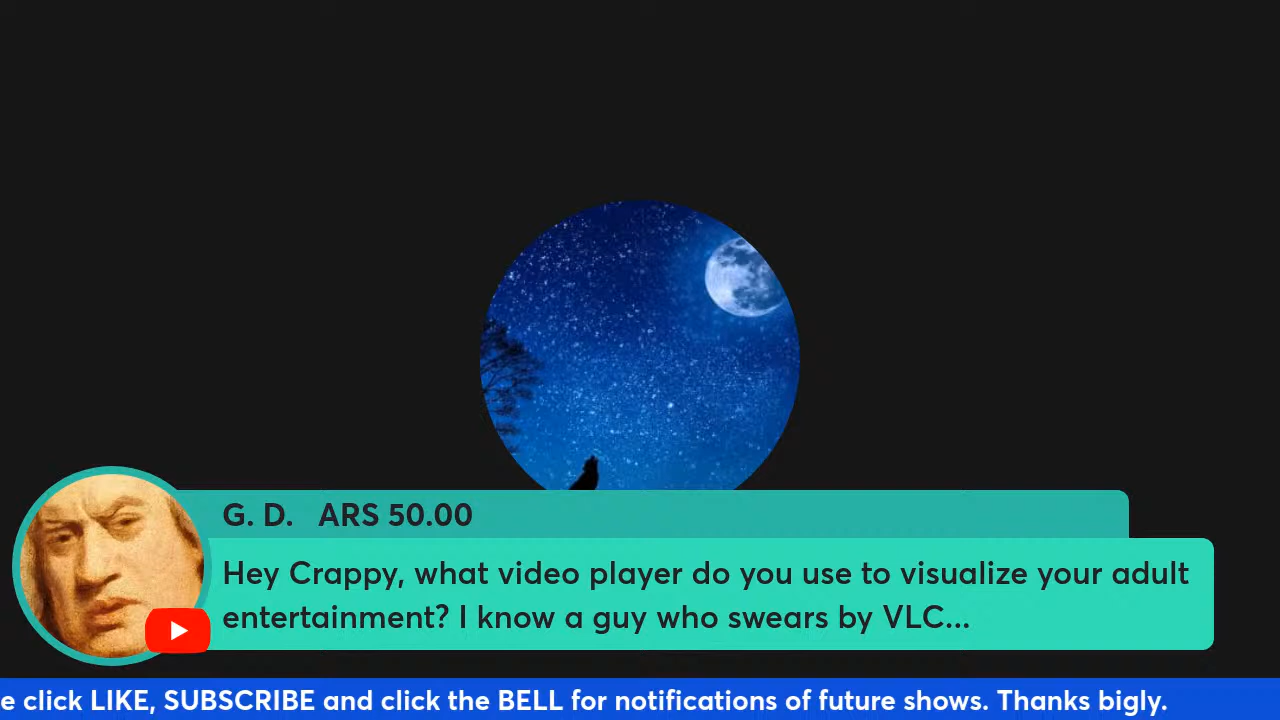 G. D. ARS 50.00
Hey Crappy, what video player do you use to visualize your adult
entertainment? I know a guy who swears by VLC...
e click LIKE, SUBSCRIBE and click the BELL for notifications of future shows. Thanks bigly.